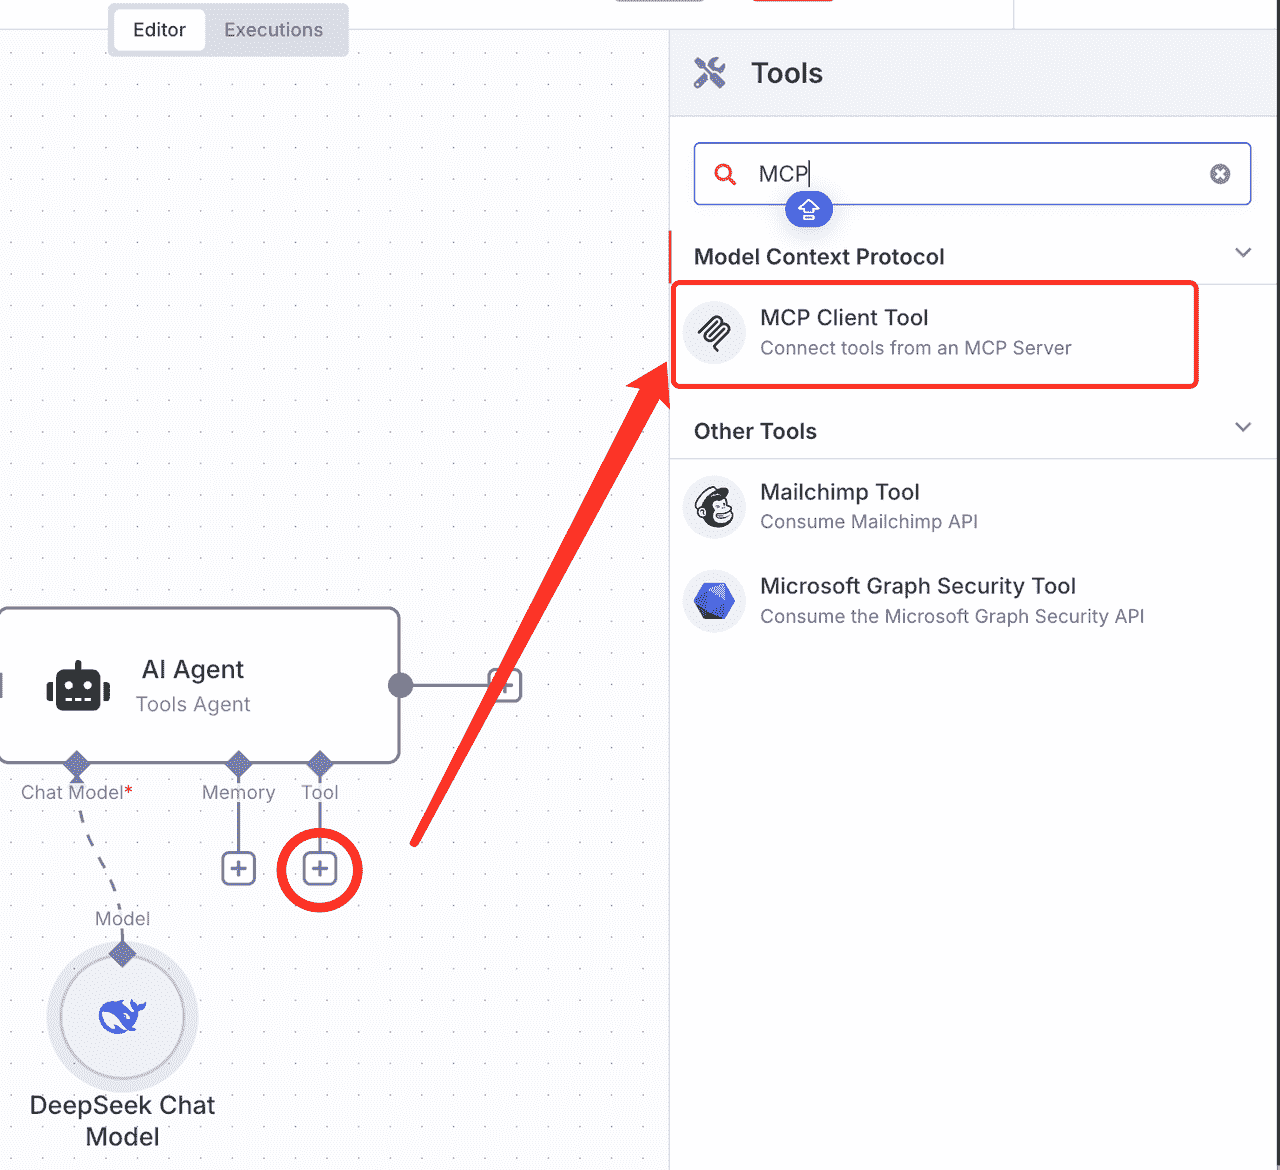 Editor
Executions
Tools
MCP
Model Context Protocol
MCP Client Tool
Connect tools from an MCP Server
Other Tools
Mailchimp Tool
Consume Mailchimp API
Microsoft Graph Security Tool
Consume the Microsoft Graph Security API
AI Agent
Tools Agent
Chat Model*
Memory
Tool
Model
DeepSeek Chat
Model